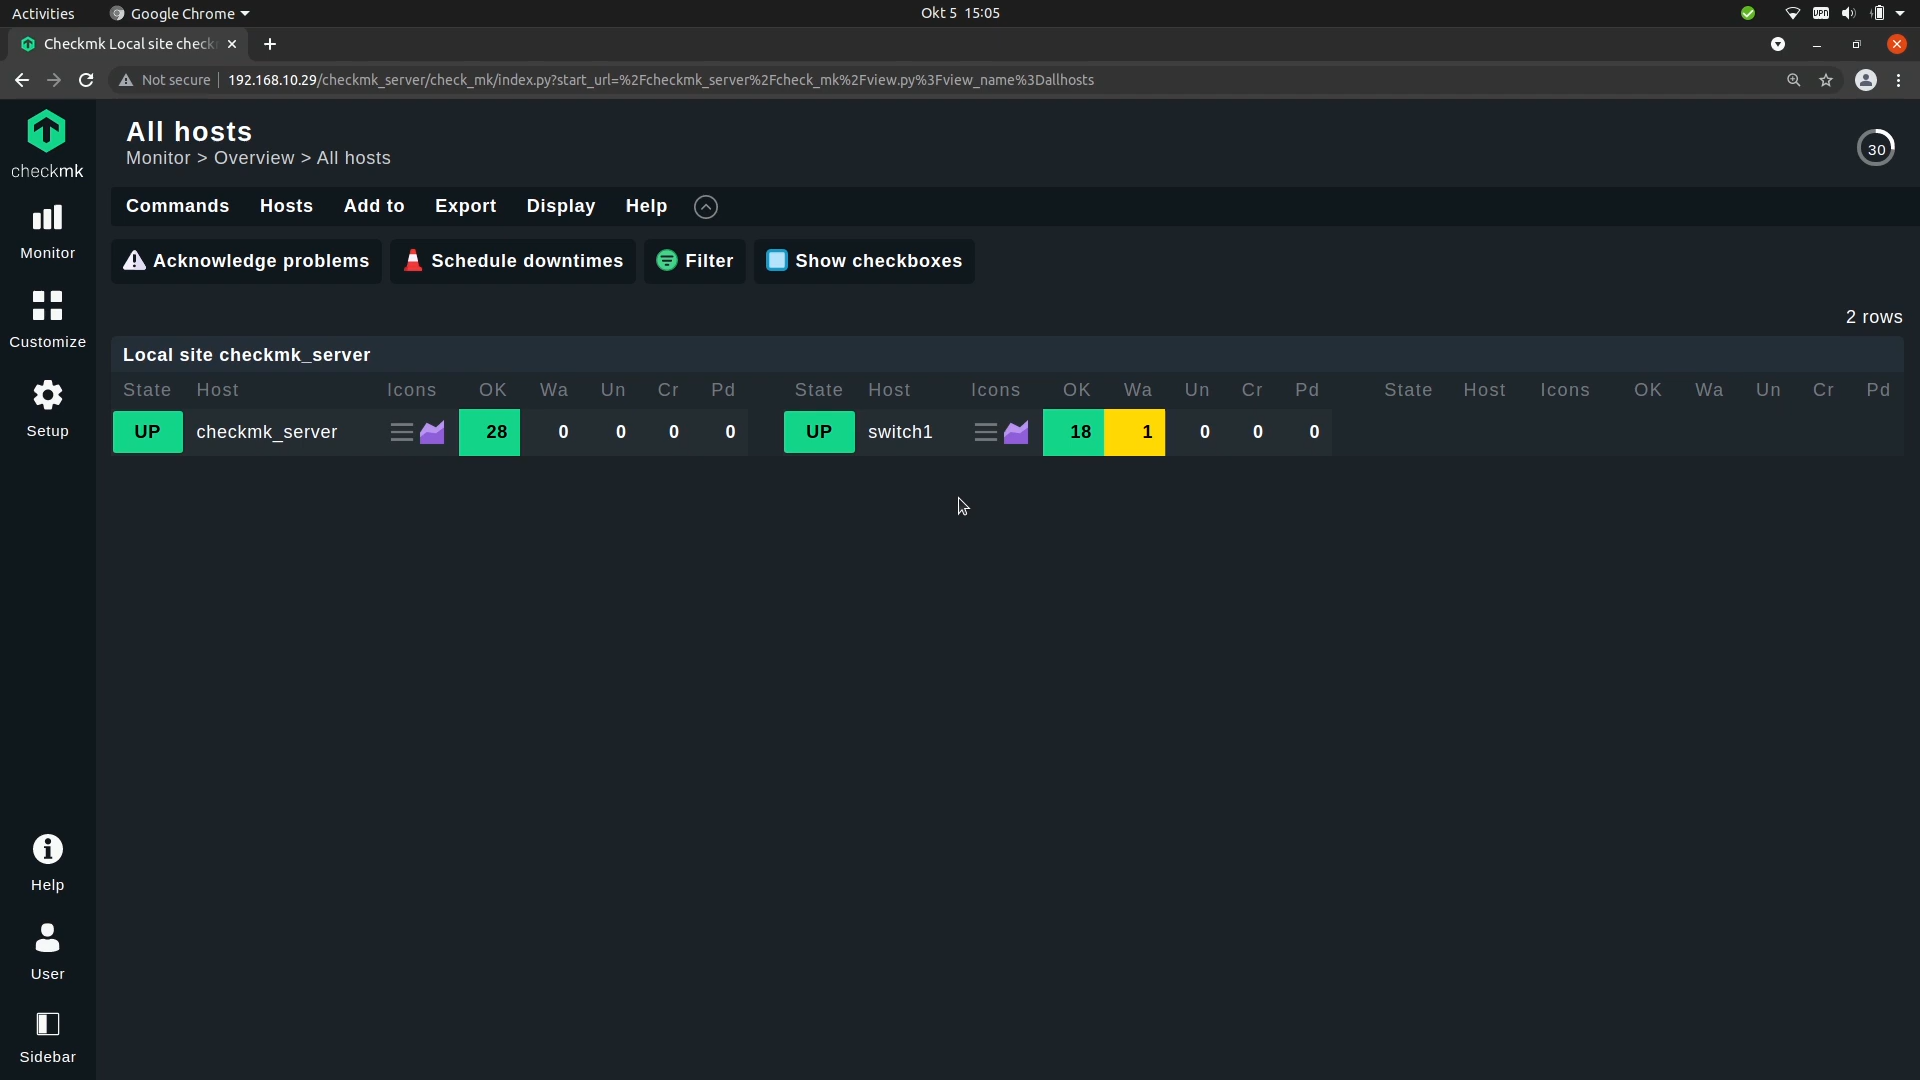 Activities Google Chrome Okt 5 15:05 VPN
Checkmk Local site check
Not secure 192.168.10.29/checkmk_server/check_mk/index.py?start_url=%2Fcheckmk_server%2Fcheck_mk%2Fview.py%3Fview_name%3Dallhosts
checkmk
Monitor
Customize
Setup
Help
User
Sidebar
All hosts
Monitor > Overview > All hosts
30
Commands Hosts Add to Export Display Help
Acknowledge problems Schedule downtimes Filter Show checkboxes
2 rows
Local site checkmk_server
State Host Icons OK Wa Un Cr Pd State Host Icons OK Wa Un Cr Pd State Host Icons OK Wa Un Cr Pd
UP checkmk_server 28 0 0 0 0 UP switch1 18 1 0 0 0